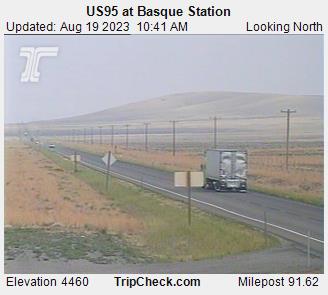 US95 at Basque Station
Updated: Aug 19 2023 10:41 AM Looking North
Elevation 4460 TripCheck.com Milepost 91.62